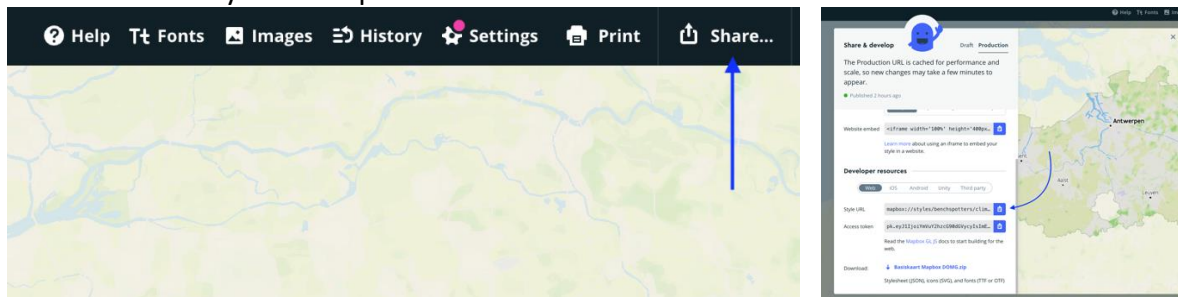 Help Tt Fonts Images History Settings Print Share...
Help Tt Fonts
Share & develop
Draft Production
The Production URL is cached for performance and
scale, so new changes may take a few minutes to
appear.
Published 2 hours ago
Website embed <iframe width='100%' height='400px…
Learn more about using an iframe to embed your
style in a website.
Developer resources
Web iOS Android Unity Third party
Style URL mapbox://styles/benchspotters/clim…
Access token
Read the Mapbox GL JS docs to start building for the
web.
Download: Basiskaart Mapbox DOMG.zip
Stylesheet (JSON), icons (SVG), and fonts (TTF or OTF)
Antwerpen
Aalst
Leuven